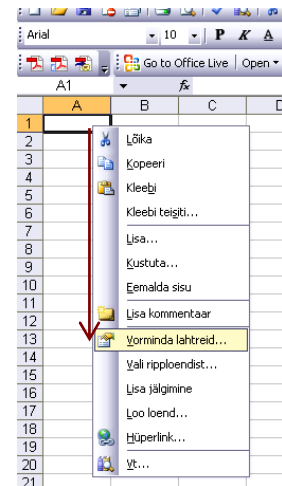 Arial 10 P K A
Go to Office Live Open
A1 fx
A B C D
1
2
3
4
5
6
7
8
9
10
11
12
13
14
15
16
17
18
19
20
21
Lõika
Kopeeri
Kleebi
Kleebi teisiti...
Lisa...
Kustuta...
Eemalda sisu
Lisa kommentaar
Vorminda lahtreid...
Vali ripploendist...
Lisa jälgimine
Loo loend...
Hüperlink...
Vt...